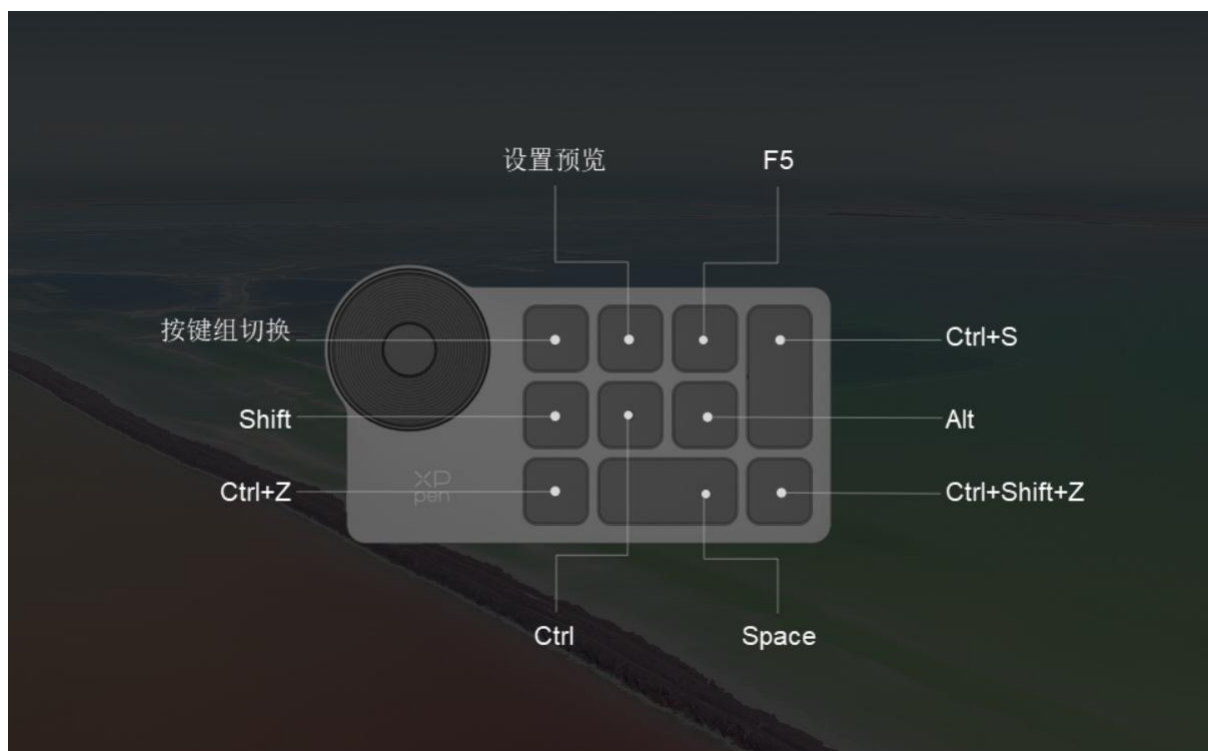 设置预览
F5
按键组切换
Ctrl+S
Shift
Alt
XP
pen
Ctrl+Z
Ctrl+Shift+Z
Ctrl
Space